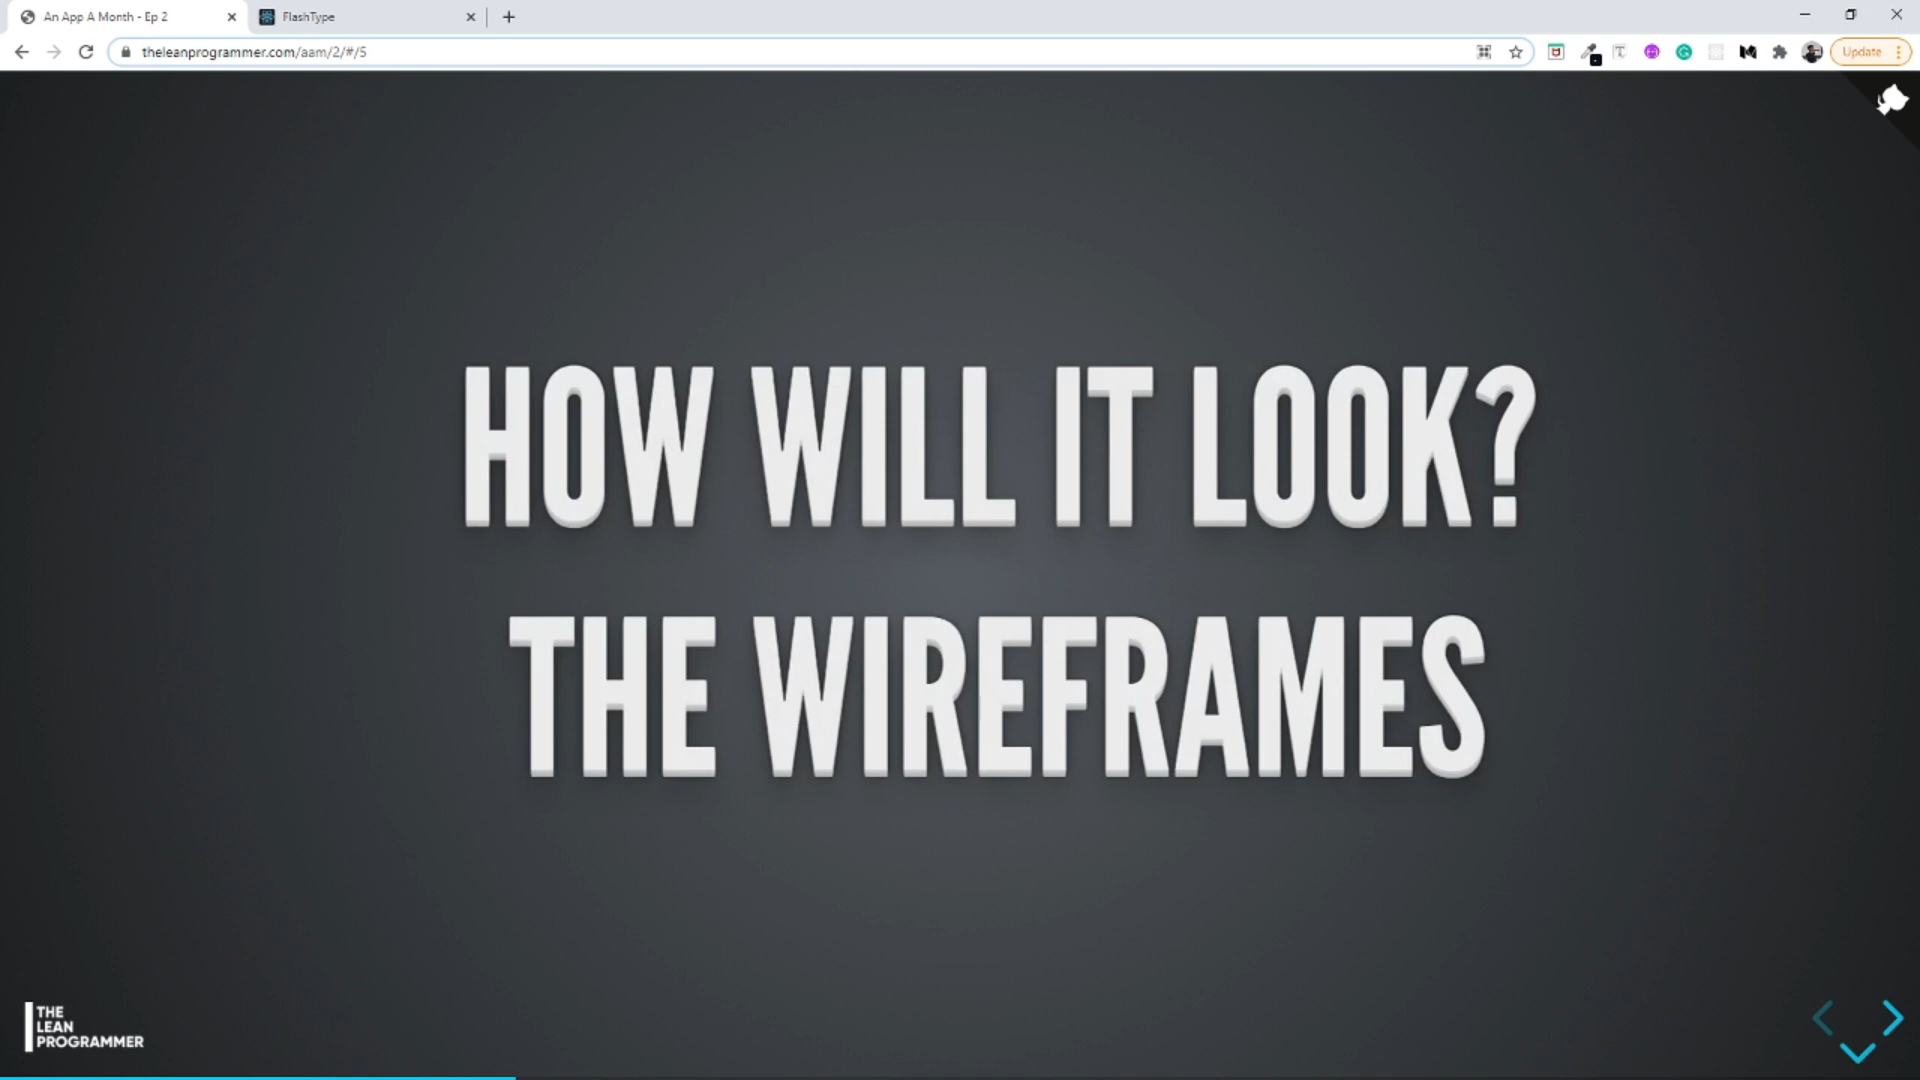 An App A Month - Ep 2
FlashType
theleanprogrammer.com/aam/2/#/5
Update
HOW WILL IT LOOK?
THE WIREFRAMES
THE
LEAN
PROGRAMMER